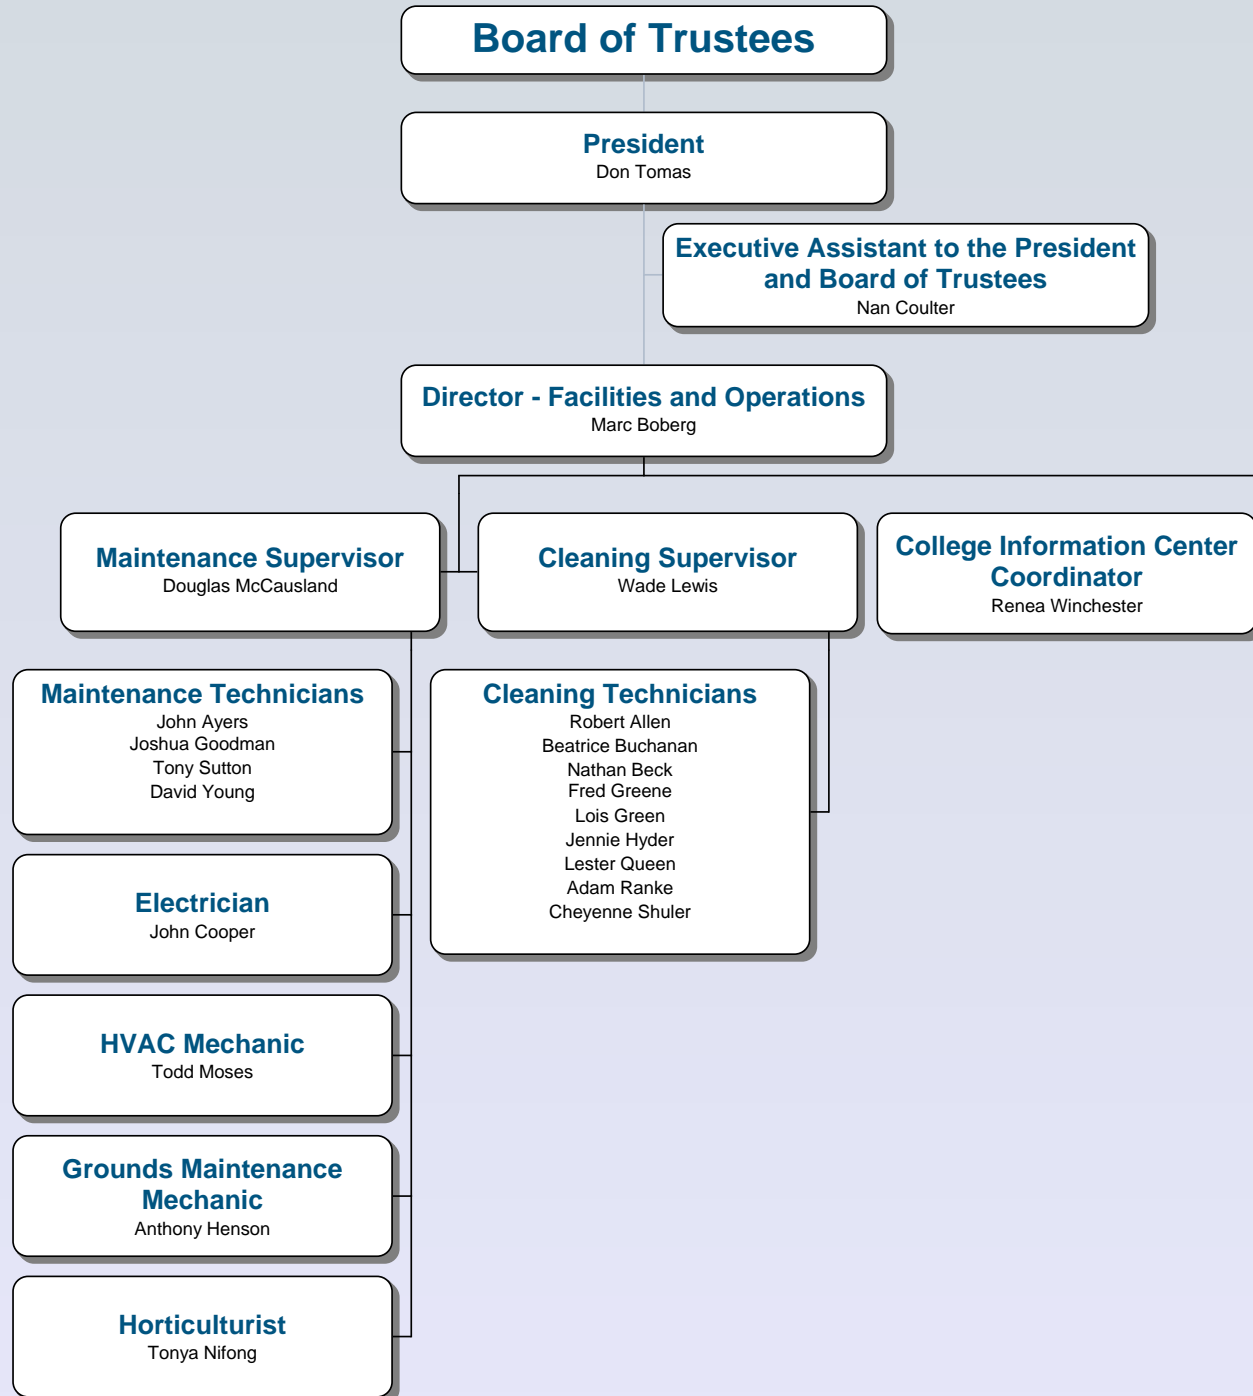 Board of Trustees
President
Don Tomas
Executive Assistant to the President
and Board of Trustees
Nan Coulter
Director - Facilities and Operations
Marc Boberg
Maintenance Supervisor
Douglas McCausland
Cleaning Supervisor
Wade Lewis
College Information Center
Coordinator
Renea Winchester
Maintenance Technicians
John Ayers
Joshua Goodman
Tony Sutton
David Young
Cleaning Technicians
Robert Allen
Beatrice Buchanan
Nathan Beck
Fred Greene
Lois Green
Jennie Hyder
Lester Queen
Adam Ranke
Cheyenne Shuler
Electrician
John Cooper
HVAC Mechanic
Todd Moses
Grounds Maintenance
Mechanic
Anthony Henson
Horticulturist
Tonya Nifong